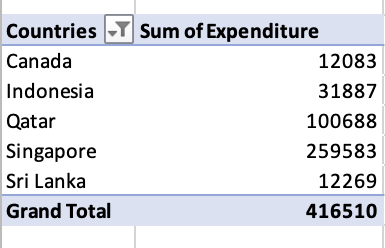 Countries Sum of Expenditure
Canada 12083
Indonesia 31887
Qatar 100688
Singapore 259583
Sri Lanka 12269
Grand Total 416510